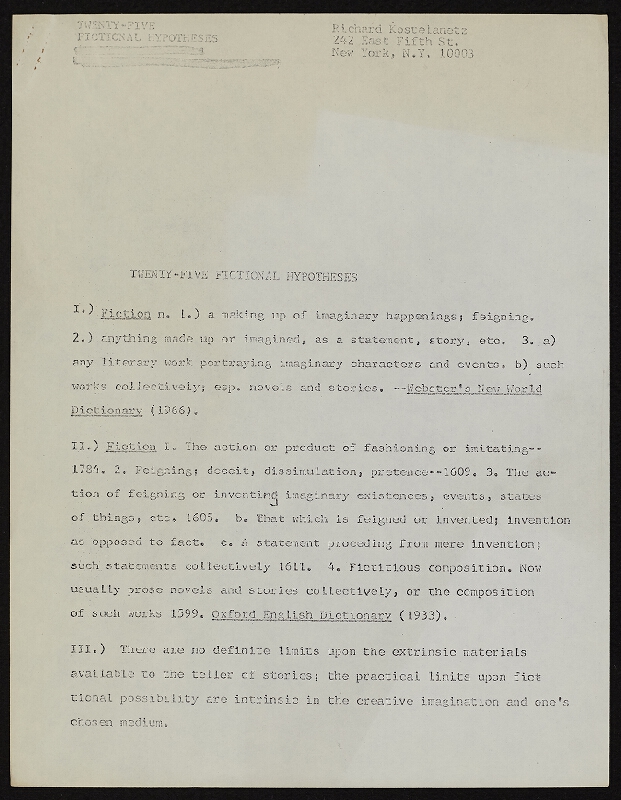 TWENTY-FIVE
FICTIONAL HYPOTHESES
Richard Kostelanetz
242 East Fifth St.
New York, N.Y. 10003
TWENTY-FIVE FICTIONAL HYPOTHESES
I.) Fiction n. 1.) a making up of imaginary happenings; feigning.
2.) anything made up or imagined, as a statement, story, etc. 3. a)
any literary work portraying imaginary characters and events. b) such
works collectively; esp. novels and stories. --Webster's New World
Dictionary (1966).
II.) Fiction 1. The action or product of fashioning or imitating--
1784. 2. Feigning; deceit, dissimulation, pretence--1609. 3. The ac-
tion of feigning or inventing imaginary existences, events, states
of things, etc. 1605. b. That which is feigned or invented; invention
as opposed to fact. c. A statement proceding from mere invention;
such statements collectively 1611. 4. Fictitious conposition. Now
usually prose novels and stories collectively, or the composition
of such works 1599. Oxford English Dictionary (1933).
III.) There are no definite limits upon the extrinsic materials
available to the teller of stories; the practical limits upon fict
tional possibility are intrinsic in the creative imagination and one's
chosen medium.